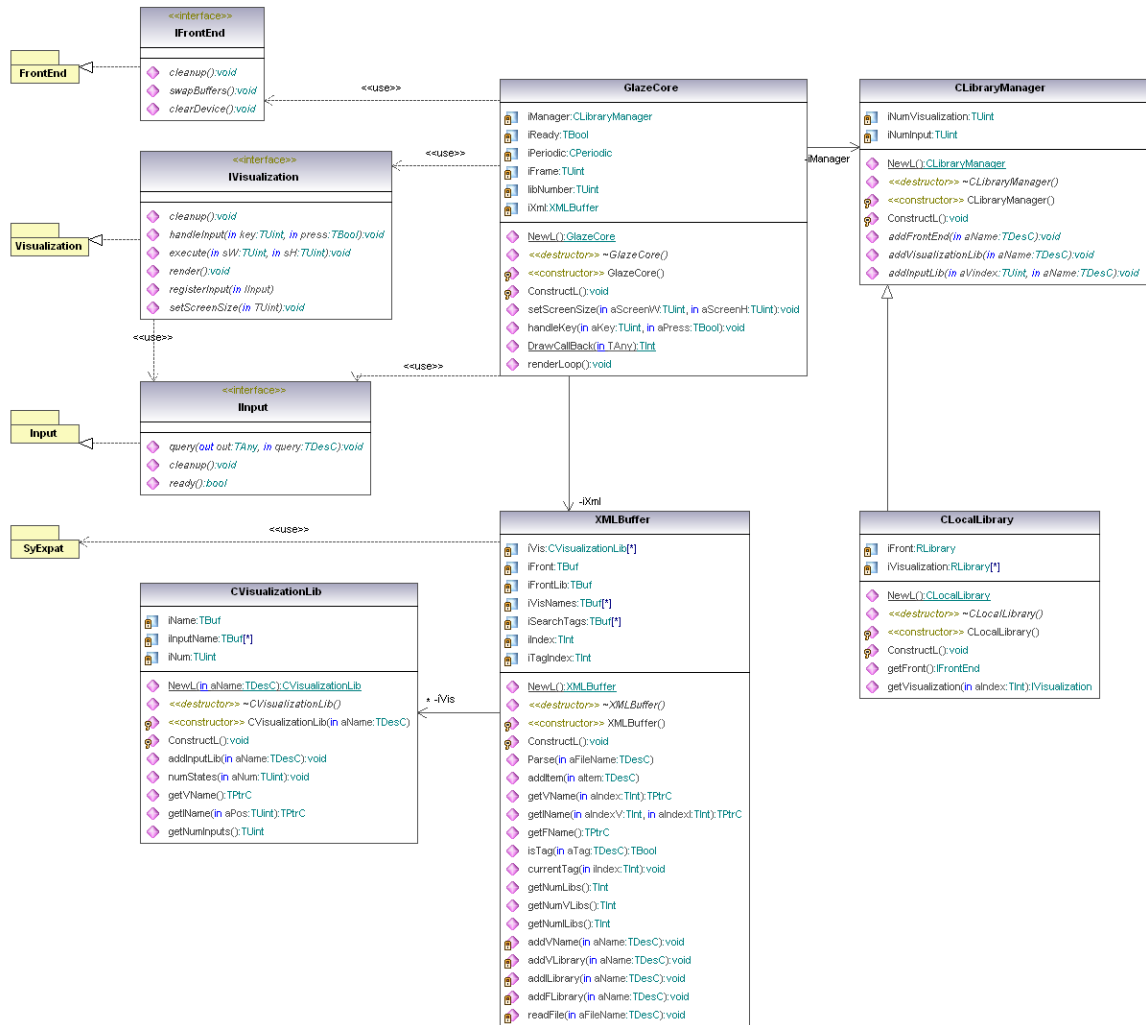 <<interface>>
IFrontEnd
cleanup():void
swapBuffers():void
clearDevice():void
FrontEnd
<<use>>
GlazeCore
iManager:CLibraryManager
iReady:TBool
iPeriodic:CPeriodic
iFrame:TUint
libNumber:TUint
iXml:XMLBuffer
NewL():GlazeCore
<<destructor>> ~GlazeCore()
<<constructor>> GlazeCore()
ConstructL():void
setScreenSize(in aScreenW:TUint, in aScreenH:TUint):void
handleKey(in aKey:TUint, in aPress:TBool):void
DrawCallBack(in TAny):TInt
renderLoop():void
-iManager
CLibraryManager
iNumVisualization:TUint
iNumInput:TUint
NewL():CLibraryManager
<<destructor>> ~CLibraryManager()
<<constructor>> CLibraryManager()
ConstructL():void
addFrontEnd(in aName:TDesC)
addVisualizationLib(in aName:TDesC):void
addInputLib(in aVindex:TUint, in aName:TDesC):void
<<interface>>
IVisualization
cleanup():void
handleInput(in key:TUint, in press:TBool):void
execute(in sW:TUint, in sH:TUint):void
render():void
registerInput(in IInput)
setScreenSize(in TUint):void
<<use>>
Visualization
<<use>>
<<use>>
<<interface>>
IInput
query(out out:TAny, in query:TDesC):void
cleanup():void
ready():bool
Input
-iXml
SyExpat
<<use>>
XMLBuffer
iVis:CVisualizationLib[*]
iFront:TBuf
iFrontLib:TBuf
iVisNames:TBuf[*]
iSearchTags:TBuf[*]
iIndex:TInt
iTagIndex:TInt
NewL():XMLBuffer
<<destructor>> ~XMLBuffer()
<<constructor>> XMLBuffer()
ConstructL():void
Parse(in aFileName:TDesC)
addItem(in aItem:TDesC)
getVName(in aIndex:TInt):TPtrC
getIName(in aIndexV:TInt, in aIndexI:TInt):TPtrC
getFName():TPtrC
isTag(in aTag:TDesC):TBool
currentTag(in iIndex:TInt):void
getNumLibs():TInt
getNumVLibs():TInt
getNumILibs():TInt
addVName(in aName:TDesC):void
addVLibrary(in aName:TDesC):void
addILibrary(in aName:TDesC):void
addFLibrary(in aName:TDesC):void
readFile(in aFileName:TDesC):void
CLocalLibrary
iFront:RLibrary
iVisualization:RLibrary[*]
NewL():CLocalLibrary
<<destructor>> ~CLocalLibrary()
<<constructor>> CLocalLibrary()
ConstructL():void
getFront():IFrontEnd
getVisualization(in aIndex:TInt):IVisualization
CVisualizationLib
iName:TBuf
iInputName:TBuf[*]
iNum:TUint
NewL(in aName:TDesC):CVisualizationLib
<<destructor>> ~CVisualizationLib()
<<constructor>> CVisualizationLib(in aName:TDesC)
ConstructL():void
addInputLib(in aName:TDesC):void
numStates(in aNum:TUint):void
getVName():TPtrC
getIName(in aPos:TUint):TPtrC
getNumInputs():TUint
* -iVis